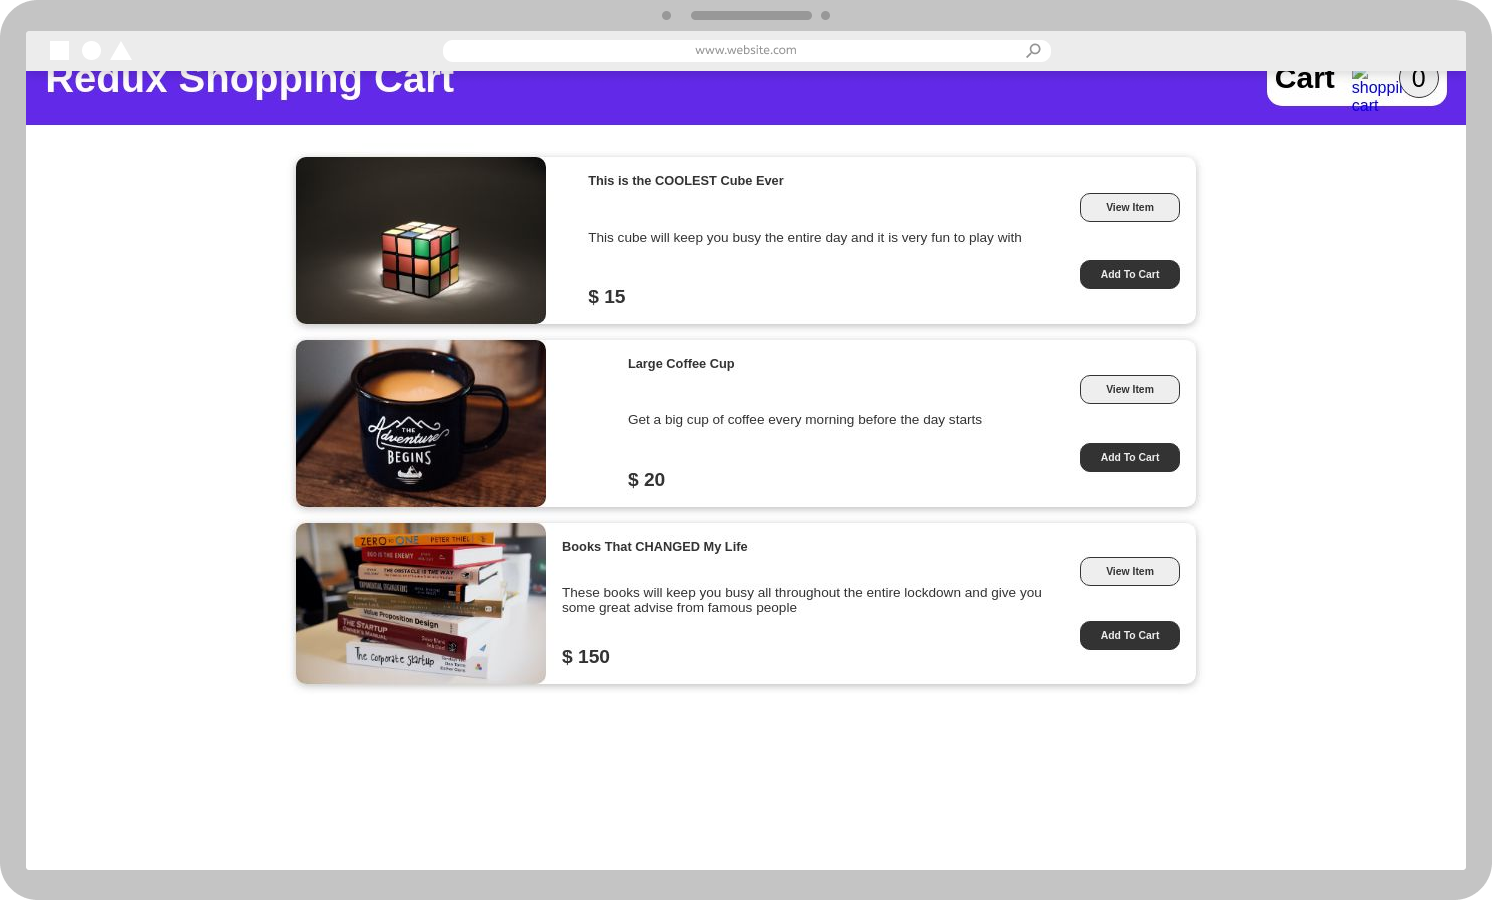 www.website.com
Redux Shopping Cart
Cart
shoppi
cart
0
This is the COOLEST Cube Ever
View Item
This cube will keep you busy the entire day and it is very fun to play with
Add To Cart
$ 15
Large Coffee Cup
View Item
THE
Adventure
BEGINS
Get a big cup of coffee every morning before the day starts
Add To Cart
$ 20
ZERO TO ONE PETER THIEL
EGO IS THE ENEMY
THE OBSTACLE IS THE WAY
Value Proposition Design
THE STARTUP
OWNER'S MANUAL
The Corporate Startup
Books That CHANGED My Life
View Item
These books will keep you busy all throughout the entire lockdown and give you
some great advise from famous people
Add To Cart
$ 150